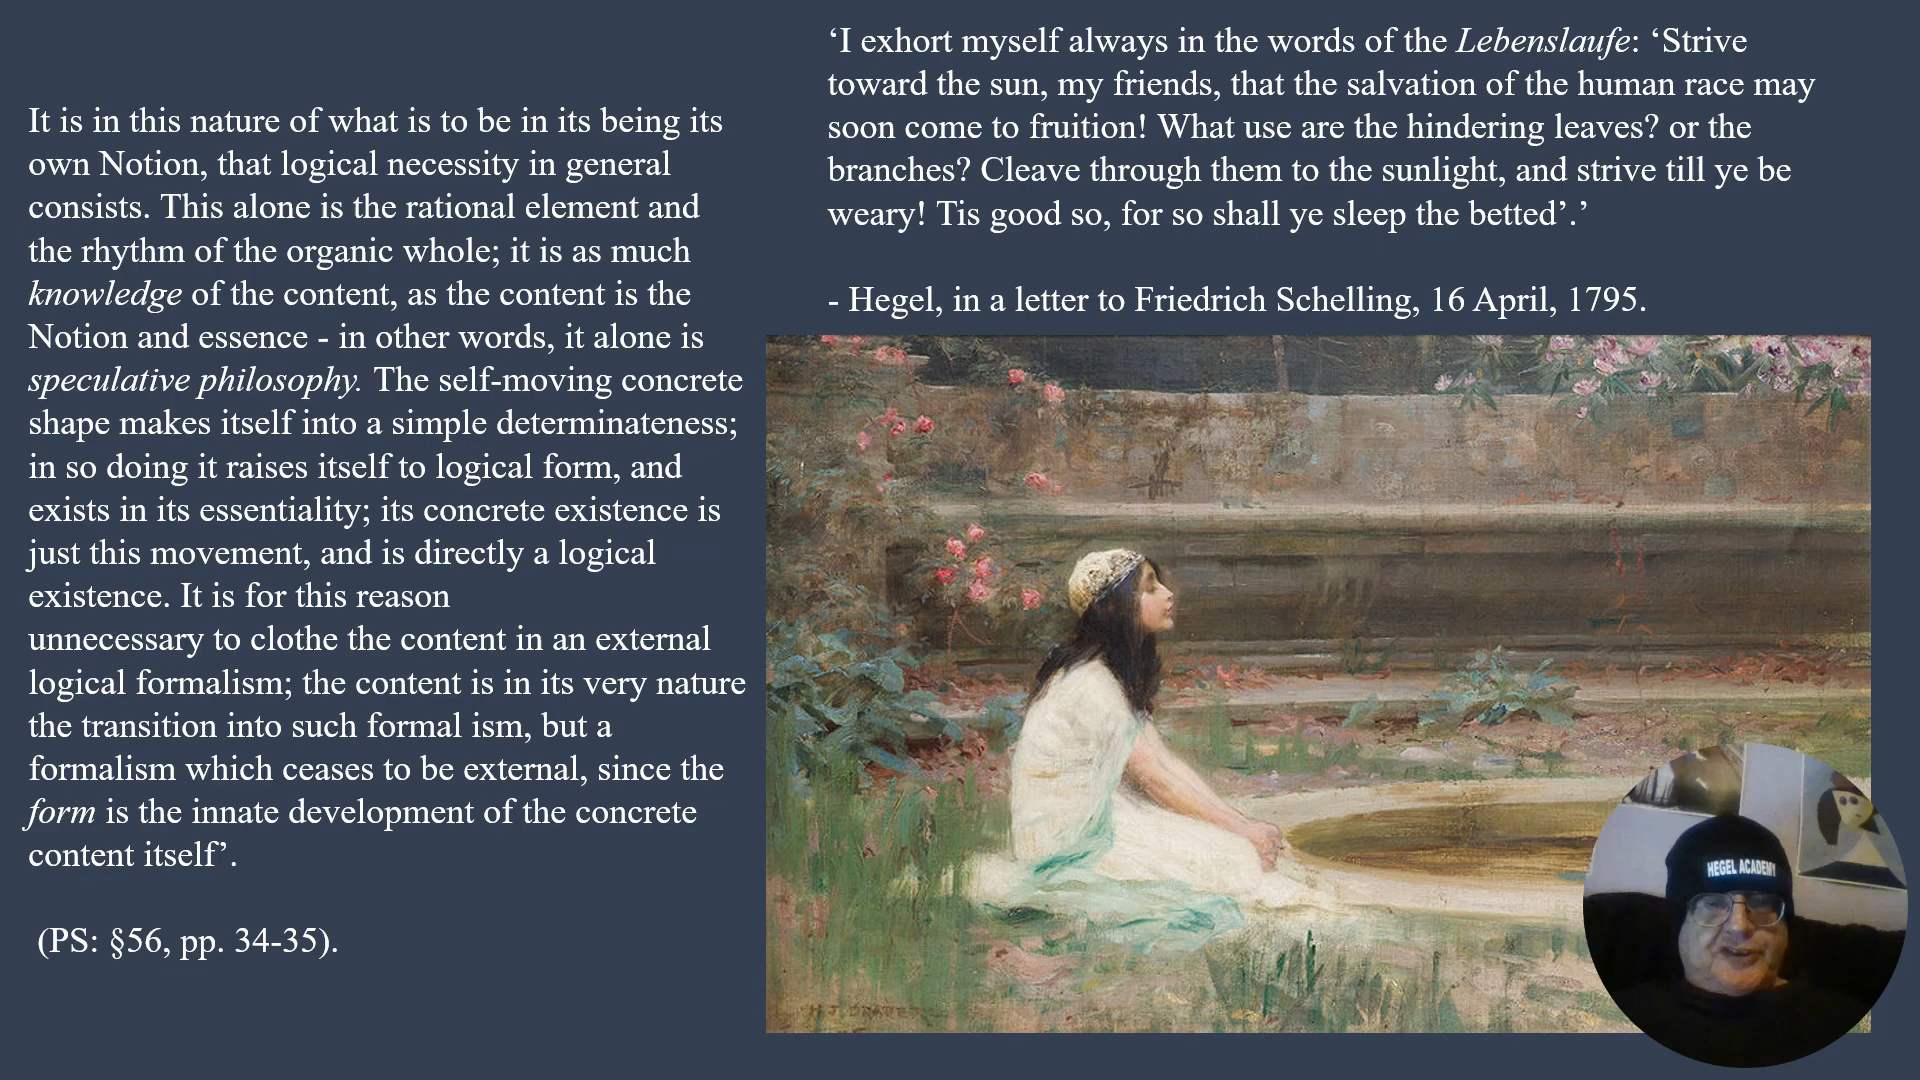 It is in this nature of what is to be in its being its
own Notion, that logical necessity in general
consists. This alone is the rational element and
the rhythm of the organic whole; it is as much
knowledge of the content, as the content is the
Notion and essence - in other words, it alone is
speculative philosophy. The self-moving concrete
shape makes itself into a simple determinateness;
in so doing it raises itself to logical form, and
exists in its essentiality; its concrete existence is
just this movement, and is directly a logical
existence. It is for this reason
unnecessary to clothe the content in an external
logical formalism; the content is in its very nature
the transition into such formal ism, but a
formalism which ceases to be external, since the
form is the innate development of the concrete
content itself’.
(PS: §56, pp. 34-35).
‘I exhort myself always in the words of the Lebenslaufe: ‘Strive
toward the sun, my friends, that the salvation of the human race may
soon come to fruition! What use are the hindering leaves? or the
branches? Cleave through them to the sunlight, and strive till ye be
weary! Tis good so, for so shall ye sleep the betted’.’
- Hegel, in a letter to Friedrich Schelling, 16 April, 1795.
H.J. DRAPER
HEGEL ACADEMY